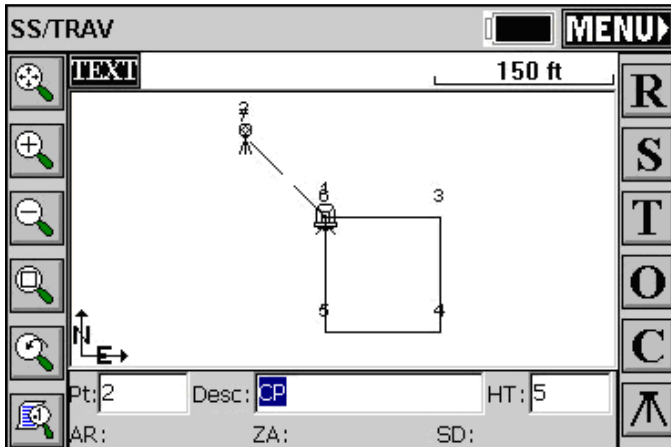 SS/TRAV MENU
TEXT 150 ft
R
S
T
O
C
3
5 4
N
E
Pt: 2 Desc: CP HT: 5
AR: ZA: SD: